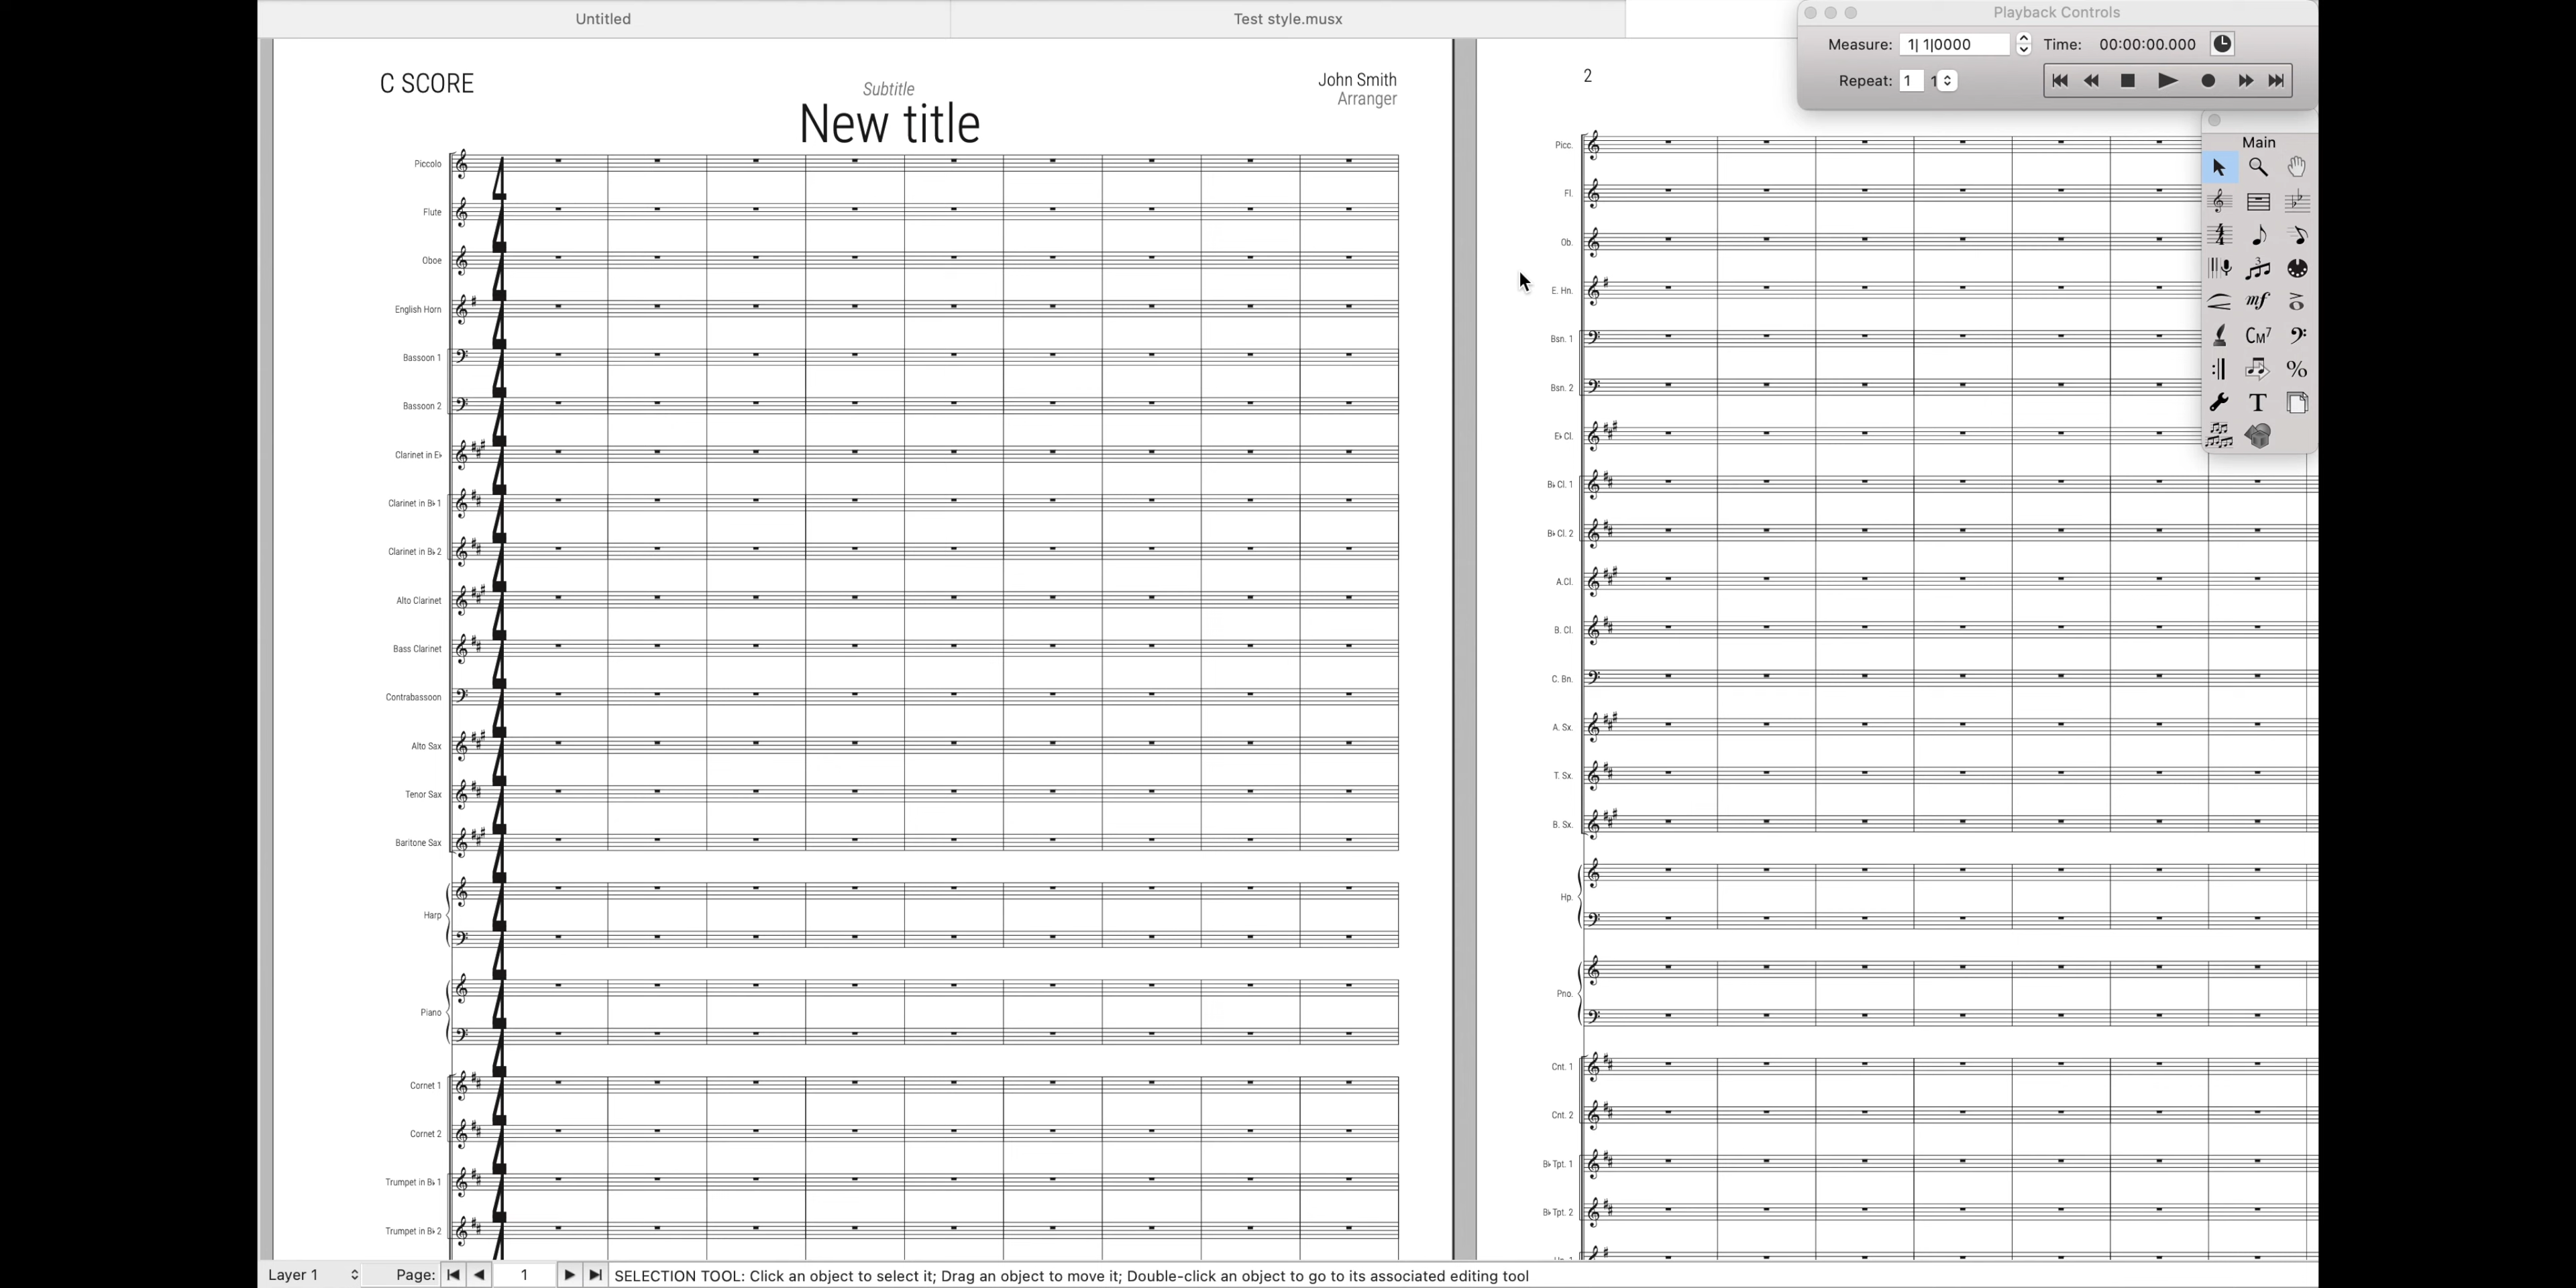 Untitled
Test style.musx
Playback Controls
Measure: 1| 1|0000
Time: 00:00:00.000
Repeat: 1 1
C SCORE
Subtitle
New title
John Smith
Arranger
2
Main
mf
CM7
%
T
Piccolo
Flute
Oboe
English Horn
Bassoon 1
Bassoon 2
Clarinet in E♭
Clarinet in B♭ 1
Clarinet in B♭ 2
Alto Clarinet
Bass Clarinet
Contrabassoon
Alto Sax
Tenor Sax
Baritone Sax
Harp
Piano
Cornet 1
Cornet 2
Trumpet in B♭ 1
Trumpet in B♭ 2
Picc.
Fl.
Ob.
E. Hn.
Bsn. 1
Bsn. 2
E♭ Cl.
B♭ Cl. 1
B♭ Cl. 2
A.Cl.
B. Cl.
C. Bn.
A. Sx.
T. Sx.
B. Sx.
Hp.
Pno.
Cnt. 1
Cnt. 2
B♭ Tpt. 1
B♭ Tpt. 2
Layer 1
Page: 1
SELECTION TOOL: Click an object to select it; Drag an object to move it; Double-click an object to go to its associated editing tool